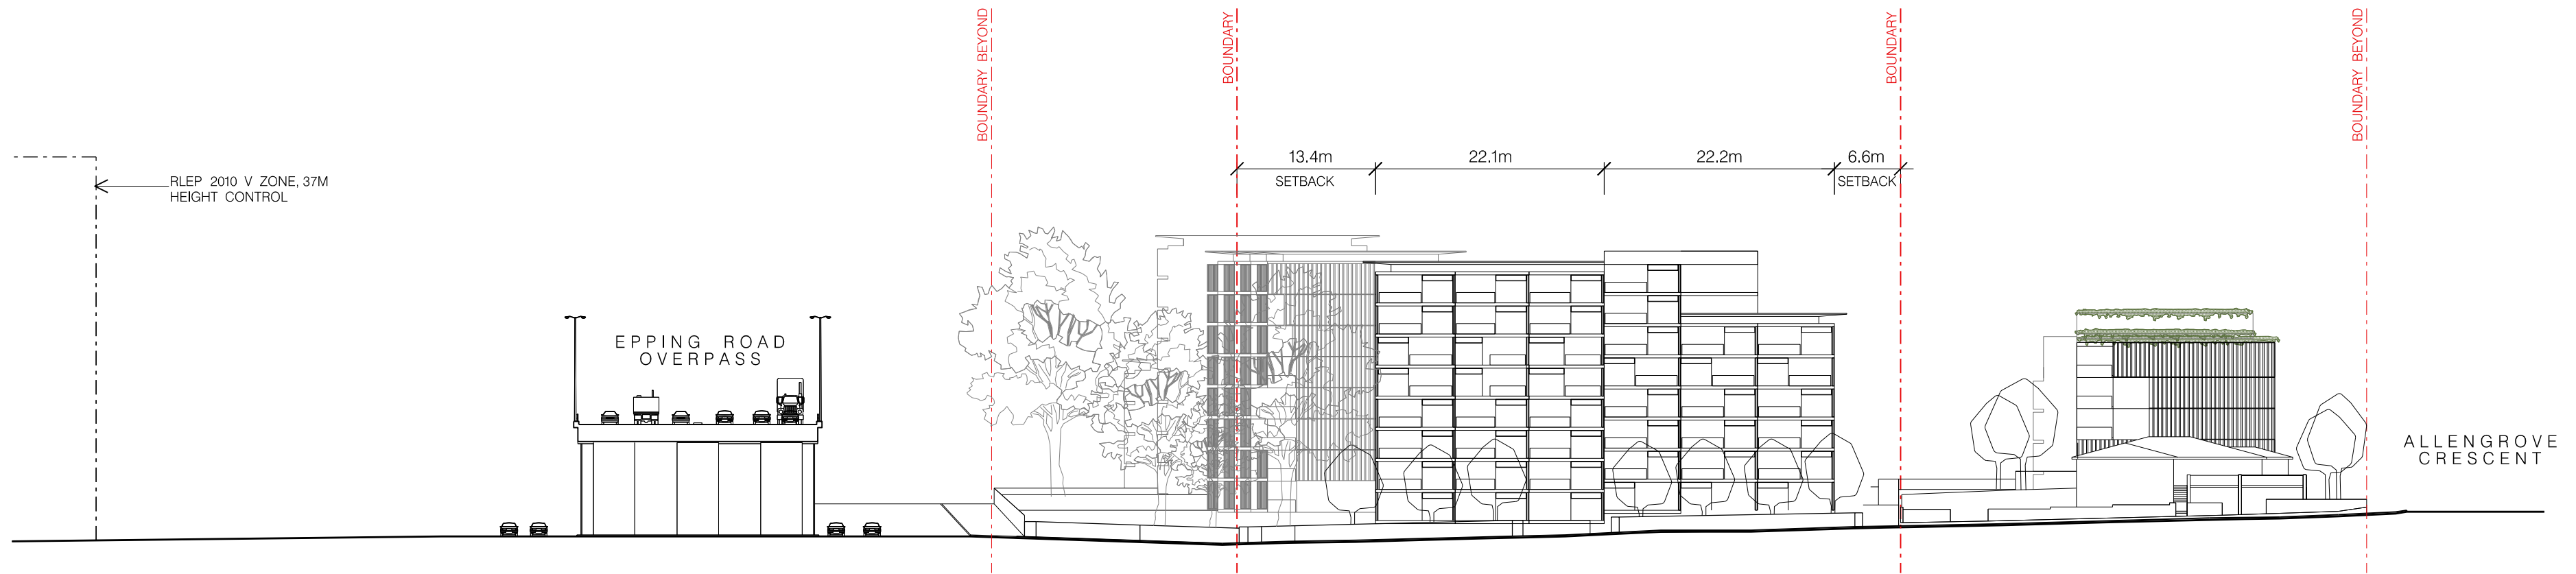 BOUNDARY BEYOND
BOUNDARY
BOUNDARY
BOUNDARY BEYOND
13.4m
22.1m
22.2m
6.6m
SETBACK
SETBACK
RLEP 2010 V ZONE, 37M
HEIGHT CONTROL
EPPING ROAD
OVERPASS
ALLENGROVE
CRESCENT